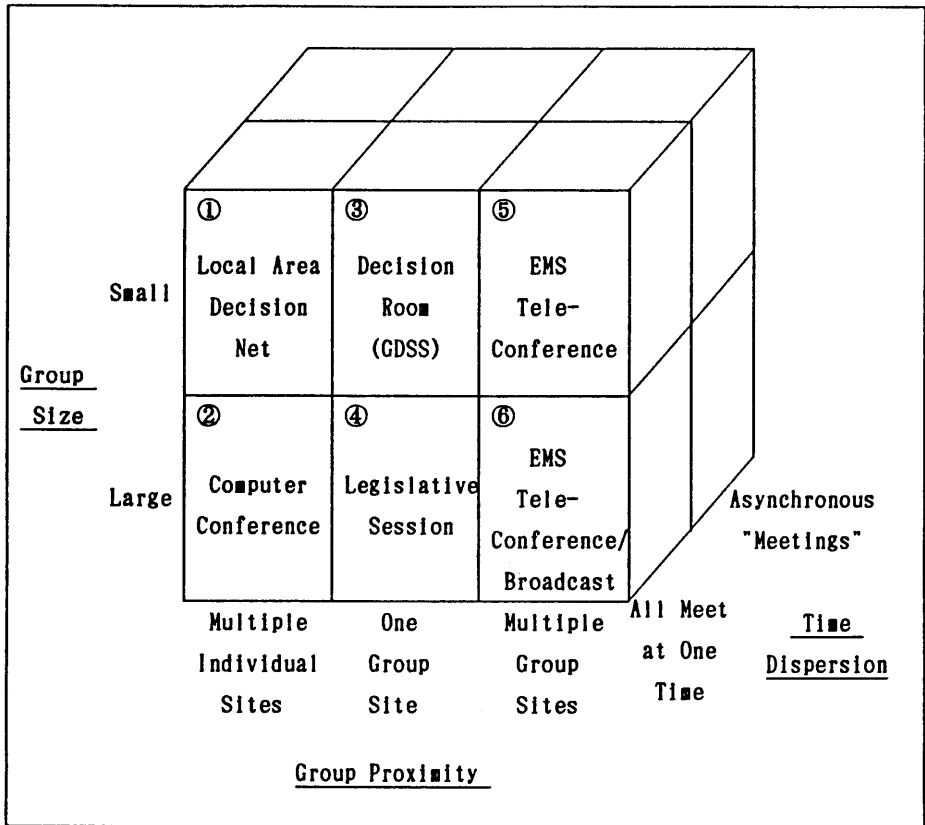 ①
Local Area
Decision
Net
③
Decision
Room
(GDSS)
⑤
EMS
Tele-
Conference
Small
Group
Size
②
Computer
Conference
④
Legislative
Session
⑥
EMS
Tele-
Conference/
Broadcast
Large
Asynchronous
"Meetings"
Multiple
Individual
Sites
One
Group
Site
Multiple
Group
Sites
All Meet
at One
Time
Time
Dispersion
Group Proximity